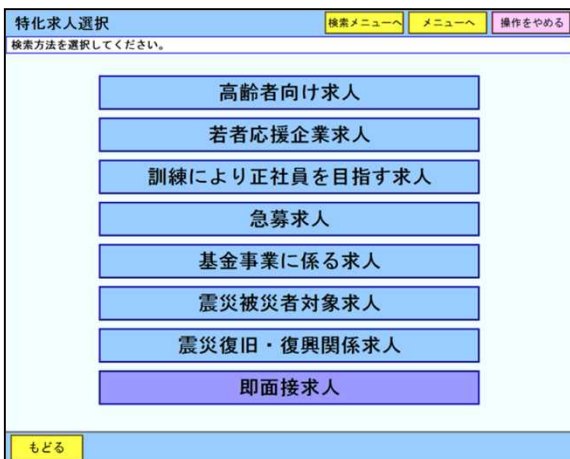 特化求人選択 検索メニューへ メニューへ 操作をやめる
検索方法を選択してください。
高齢者向け求人
若者応援企業求人
訓練により正社員を目指す求人
急募求人
基金事業に係る求人
震災被災者対象求人
震災復旧・復興関係求人
即面接求人
もどる